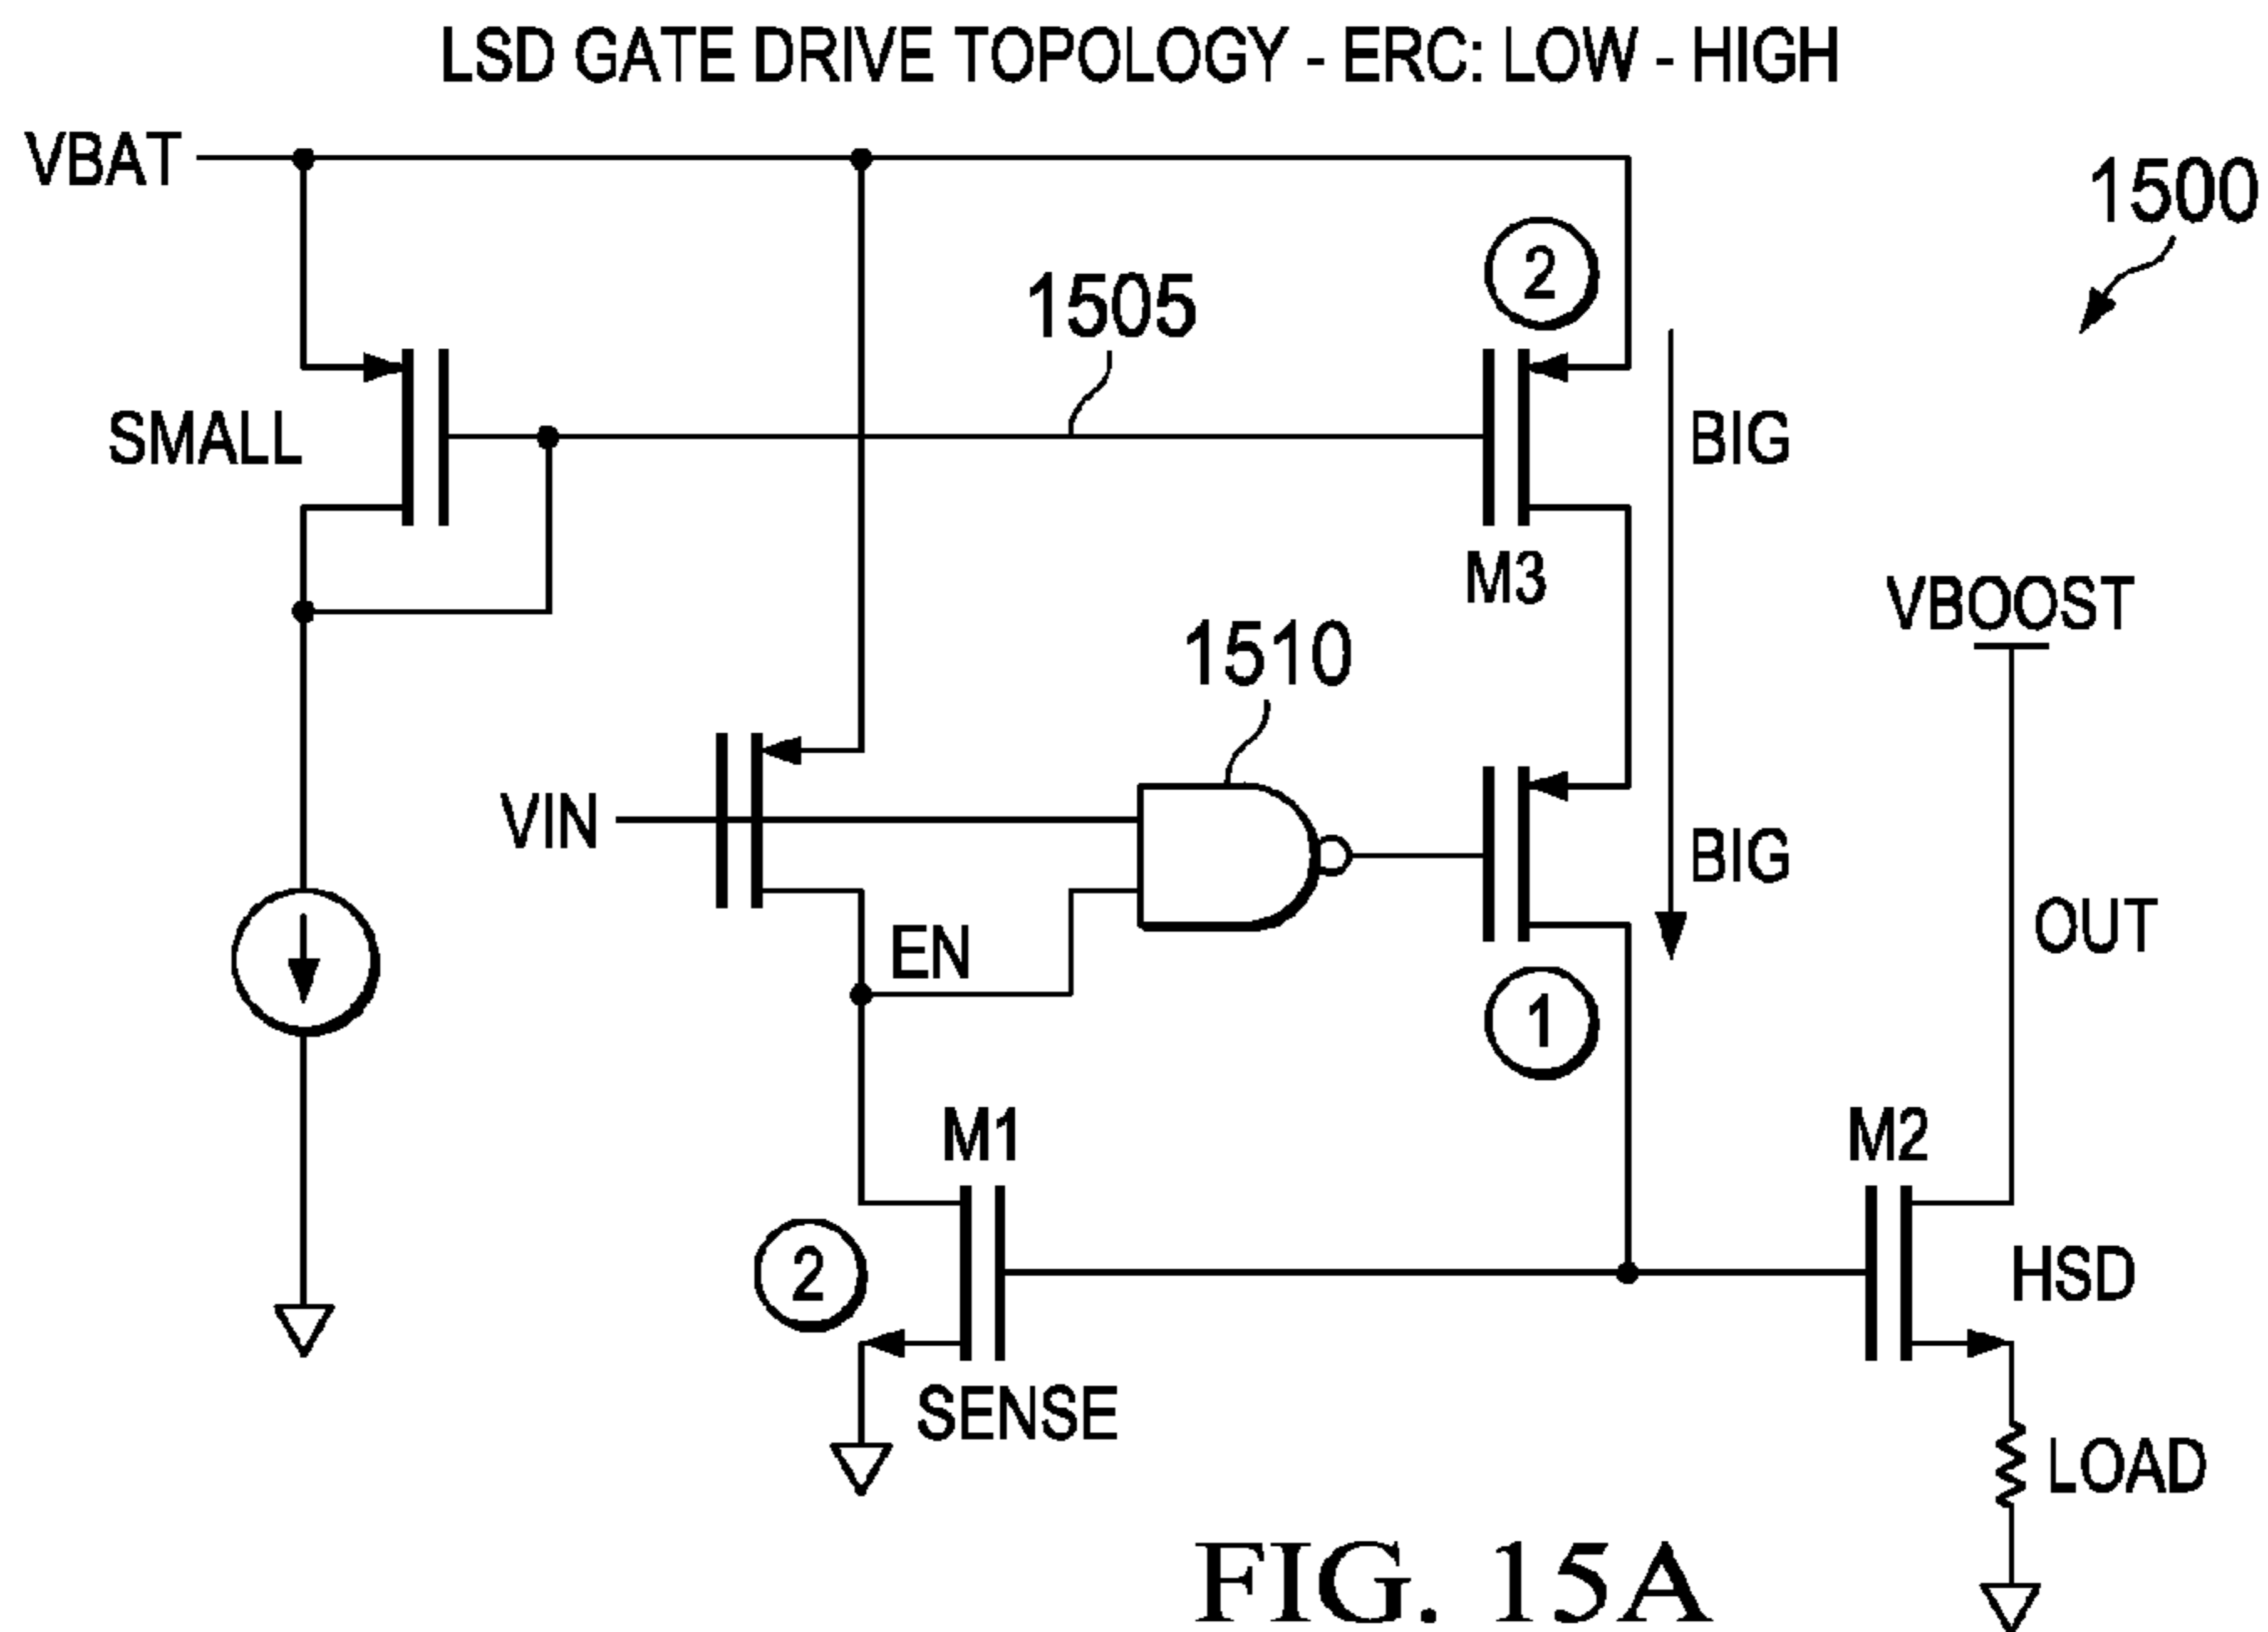 LSD GATE DRIVE TOPOLOGY - ERC: LOW - HIGH
VBAT
1500
2
1505
SMALL
BIG
M3
VBOOST
1510
VIN
BIG
EN
OUT
1
M1
M2
2
HSD
SENSE
LOAD
FIG. 15A